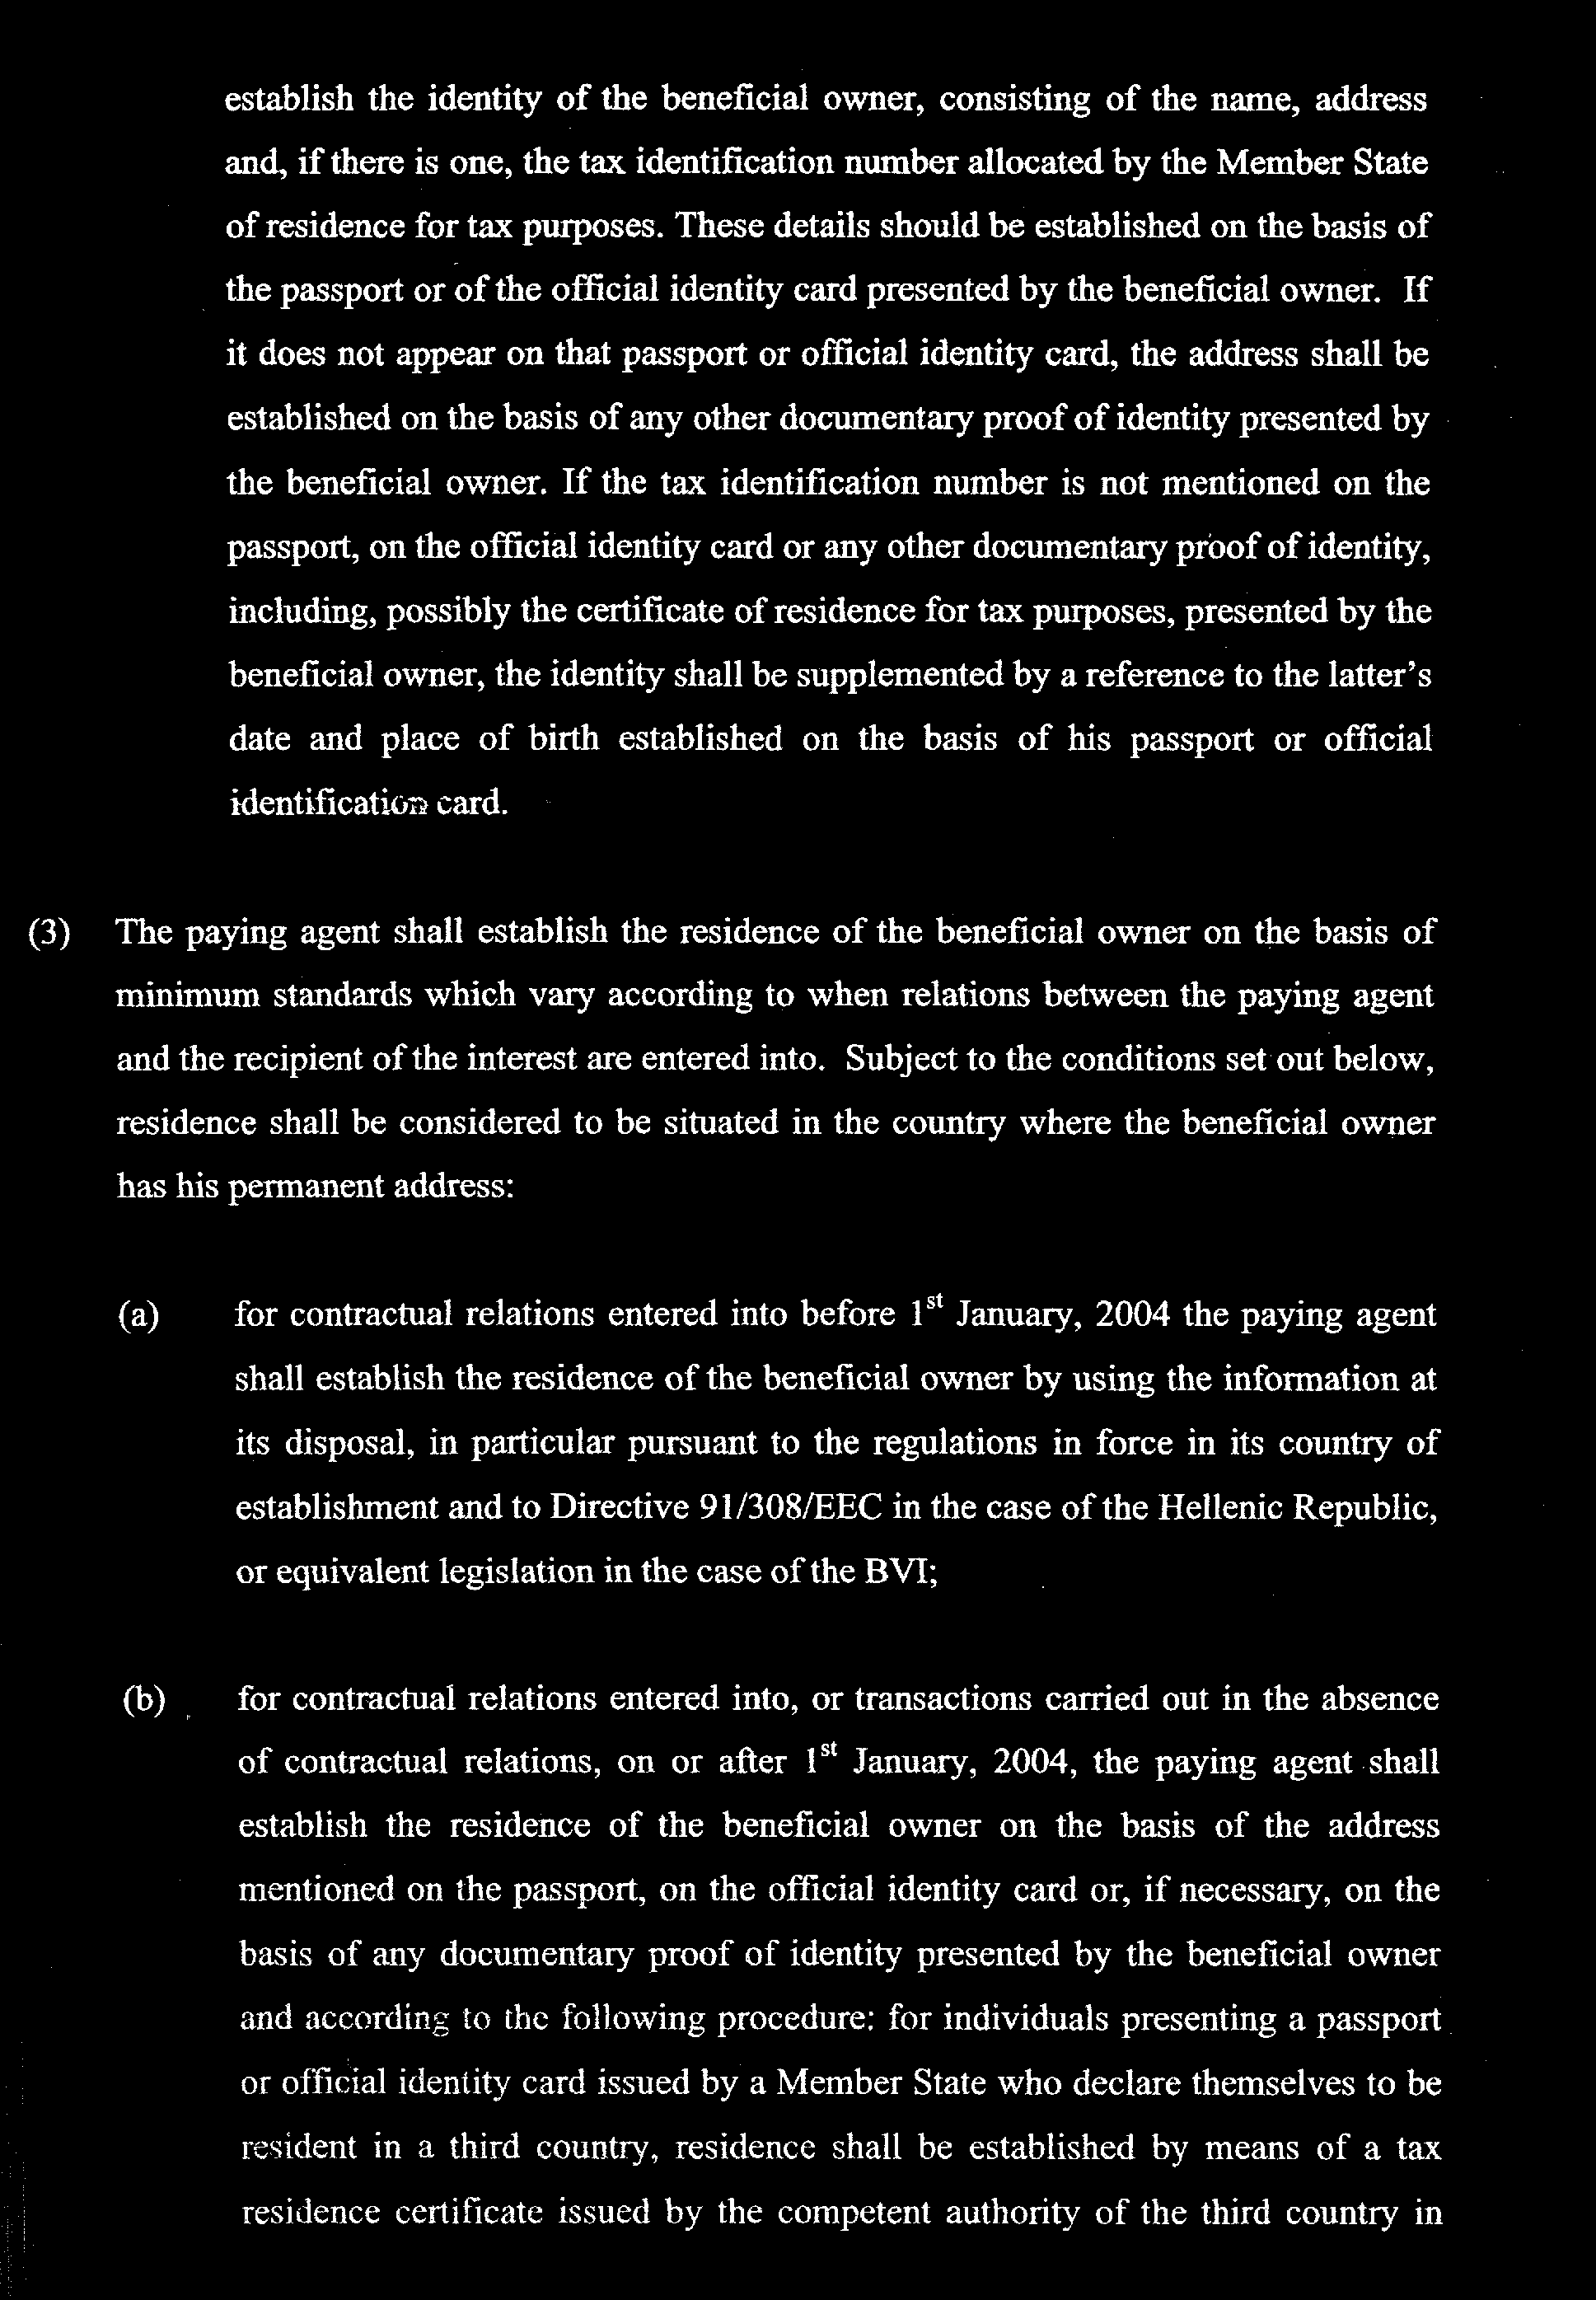 establish the identity of the beneficial owner, consisting of the name, address
and, if there is one, the tax identification number allocated by the Member State
of residence for tax purposes. These details should be established on the basis of
the passport or of the official identity card presented by the beneficial owner. If
it does not appear on that passport or official identity card, the address shall be
established on the basis of any other documentary proof of identity presented by
the beneficial owner. If the tax identification number is not mentioned on the
passport, on the official identity card or any other documentary proof of identity,
including, possibly the certificate of residence for tax purposes, presented by the
beneficial owner, the identity shall be supplemented by a reference to the latter’s
date and place of birth established on the basis of his passport or official
identification card.
(3) The paying agent shall establish the residence of the beneficial owner on the basis of
minimum standards which vary according to when relations between the paying agent
and the recipient of the interest are entered into. Subject to the conditions set out below,
residence shall be considered to be situated in the country where the beneficial owner
has his permanent address:
(a) for contractual relations entered into before 1st January, 2004 the paying agent
shall establish the residence of the beneficial owner by using the information at
its disposal, in particular pursuant to the regulations in force in its country of
establishment and to Directive 91/308/EEC in the case of the Hellenic Republic,
or equivalent legislation in the case of the BVI;
(b) for contractual relations entered into, or transactions carried out in the absence
of contractual relations, on or after 1st January, 2004, the paying agent shall
establish the residence of the beneficial owner on the basis of the address
mentioned on the passport, on the official identity card or, if necessary, on the
basis of any documentary proof of identity presented by the beneficial owner
and according to the following procedure: for individuals presenting a passport
or official identity card issued by a Member State who declare themselves to be
resident in a third country, residence shall be established by means of a tax
residence certificate issued by the competent authority of the third country in